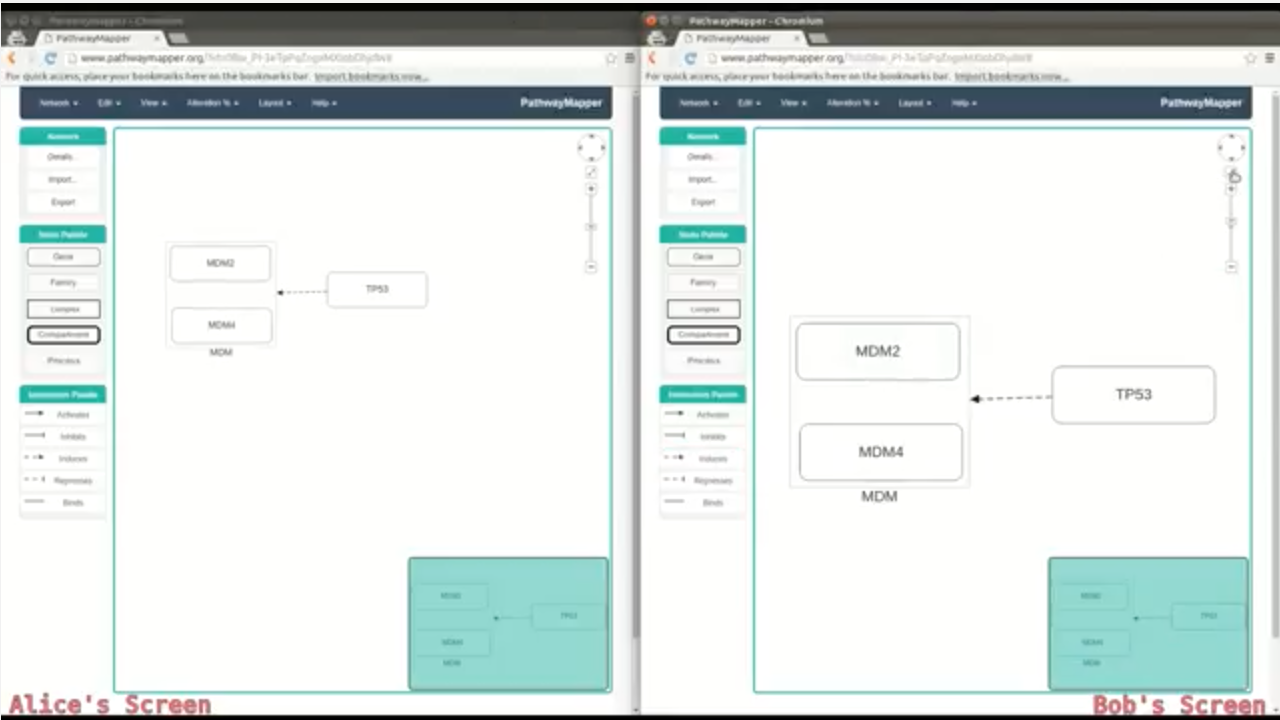 PathwayMapper - Chromium
PathwayMapper
www.pathwaymapper.org
For quick access, place your bookmarks here on the bookmarks bar. Import bookmarks now...
Network Edit View Alteration % Layout Help PathwayMapper
Network
Details...
Import...
Export
Node Palette
Gene
Family
Complex
Compartment
Process
Interaction Palette
Activates
Inhibits
Induces
Represses
Binds
MDM2
TP53
MDM4
MDM
MDM2
TP53
MDM4
MDM
Alice's Screen
PathwayMapper - Chromium
PathwayMapper
www.pathwaymapper.org
For quick access, place your bookmarks here on the bookmarks bar. Import bookmarks now...
Network Edit View Alteration % Layout Help PathwayMapper
Network
Details...
Import...
Export
Node Palette
Gene
Family
Complex
Compartment
Process
Interaction Palette
Activates
Inhibits
Induces
Represses
Binds
MDM2
TP53
MDM4
MDM
MDM2
TP53
MDM4
MDM
Bob's Screen